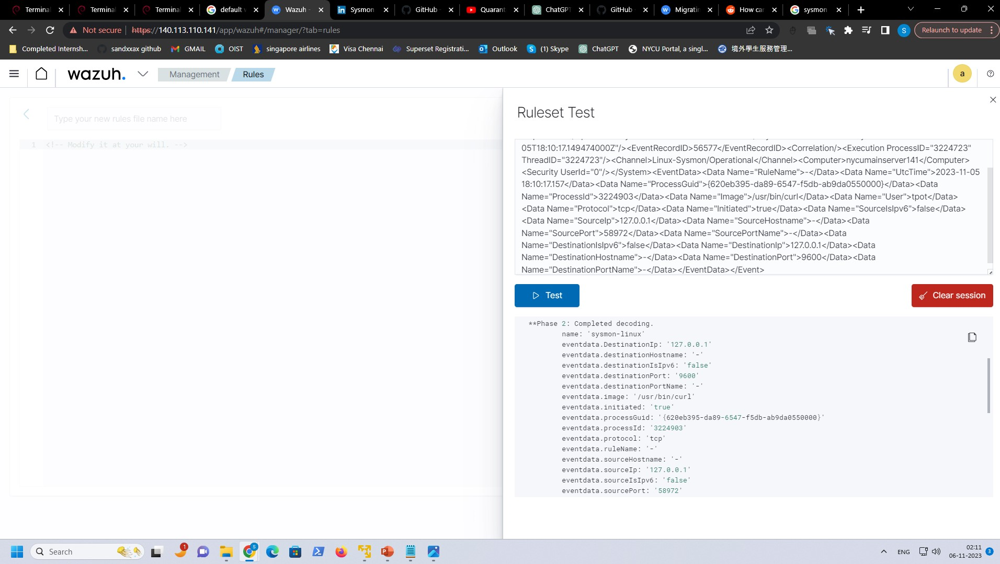 Terminal
Terminal
Terminal
default
Wazuh -
Sysmon
GitHub
Quarant
ChatGPT
GitHub
Migratin
How can
sysmon
Not secure
https://140.113.110.141/app/wazuh#/manager/?tab=rules
S
Relaunch to update
Completed Internsh...
sandxxax github
GMAIL
OIST
singapore airlines
Visa Chennai
Superset Registrati...
Outlook
(1) Skype
ChatGPT
NYCU Portal, a singl...
境外學生服務管理...
wazuh.
Management
Rules
a
Type your new rules file name here
1 <!-- Modify it at your will. -->
Ruleset Test
05T18:10:17.149474000Z"/><EventRecordID>56577</EventRecordID><Correlation/><Execution ProcessID="3224723"
ThreadID="3224723"/><Channel>Linux-Sysmon/Operational</Channel><Computer>nycumainserver141</Computer>
<Security UserId="0"/></System><EventData><Data Name="RuleName">-</Data><Data Name="UtcTime">2023-11-05
18:10:17.157</Data><Data Name="ProcessGuid">{620eb395-da89-6547-f5db-ab9da0550000}</Data><Data
Name="ProcessId">3224903</Data><Data Name="Image">/usr/bin/curl</Data><Data Name="User">tpot</Data>
<Data Name="Protocol">tcp</Data><Data Name="Initiated">true</Data><Data Name="SourceIsIpv6">false</Data>
<Data Name="SourceIp">127.0.0.1</Data><Data Name="SourceHostname">-</Data><Data
Name="SourcePort">58972</Data><Data Name="SourcePortName">-</Data><Data
Name="DestinationIsIpv6">false</Data><Data Name="DestinationIp">127.0.0.1</Data><Data
Name="DestinationHostname">-</Data><Data Name="DestinationPort">9600</Data><Data
Name="DestinationPortName">-</Data></EventData></Event>
Test
Clear session
**Phase 2: Completed decoding.
name: 'sysmon-linux'
eventdata.DestinationIp: '127.0.0.1'
eventdata.destinationHostname: '-'
eventdata.destinationIsIpv6: 'false'
eventdata.destinationPort: '9600'
eventdata.destinationPortName: '-'
eventdata.image: '/usr/bin/curl'
eventdata.initiated: 'true'
eventdata.processGuid: '{620eb395-da89-6547-f5db-ab9da0550000}'
eventdata.processId: '3224903'
eventdata.protocol: 'tcp'
eventdata.ruleName: '-'
eventdata.sourceHostname: '-'
eventdata.sourceIp: '127.0.0.1'
eventdata.sourceIsIpv6: 'false'
eventdata.sourcePort: '58972'
Search
1
S
ENG
02:11
06-11-2023
3